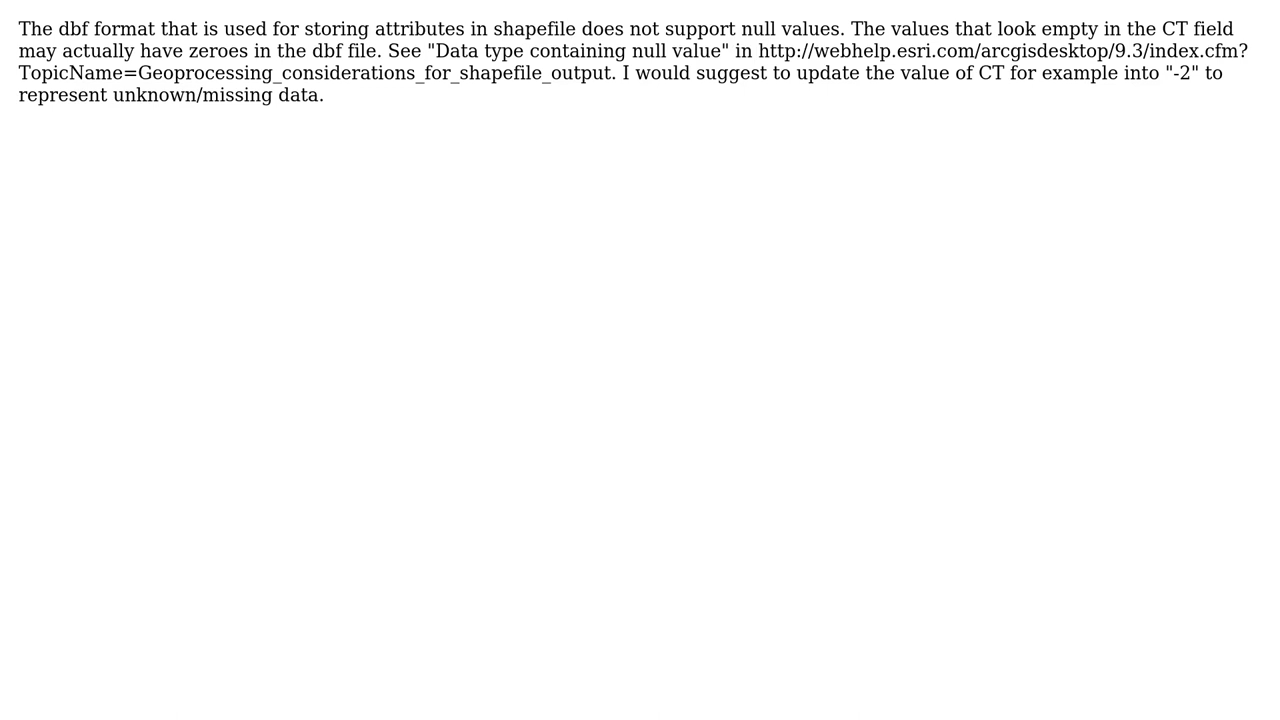 The dbf format that is used for storing attributes in shapefile does not support null values. The values that look empty in the CT field
may actually have zeroes in the dbf file. See "Data type containing null value" in http://webhelp.esri.com/arcgisdesktop/9.3/index.cfm?
TopicName=Geoprocessing_considerations_for_shapefile_output. I would suggest to update the value of CT for example into "-2" to
represent unknown/missing data.